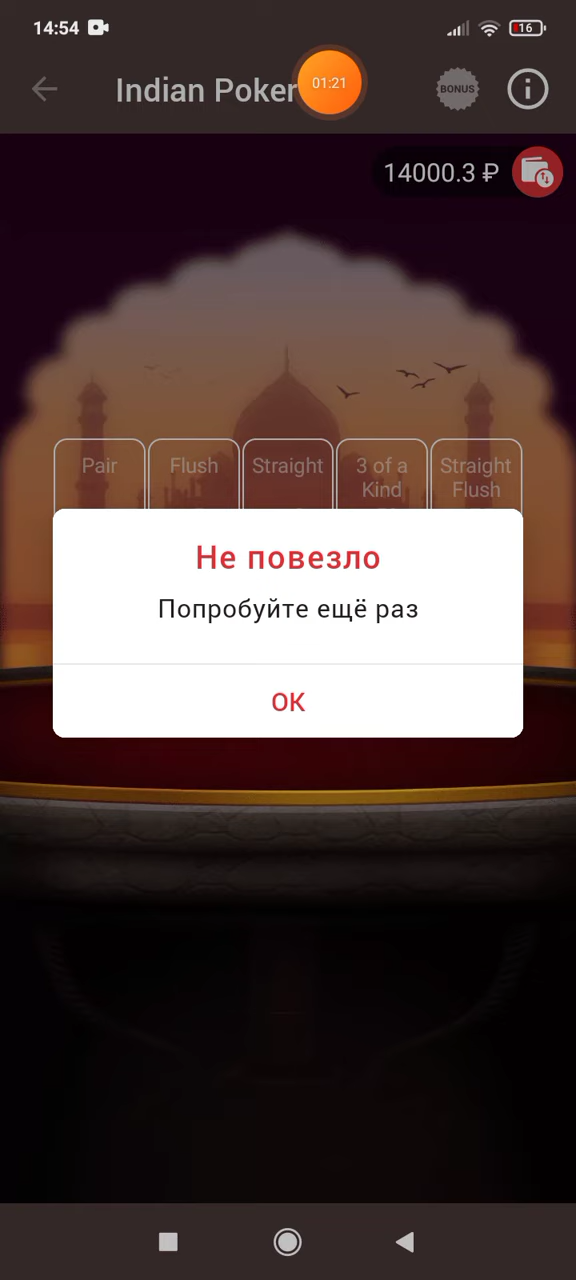 14:54
16
Indian Poker
01:21
BONUS
14000.3 ₽
Pair
Flush
Straight
3 of a
Kind
Straight
Flush
Не повезло
Попробуйте ещё раз
ОК